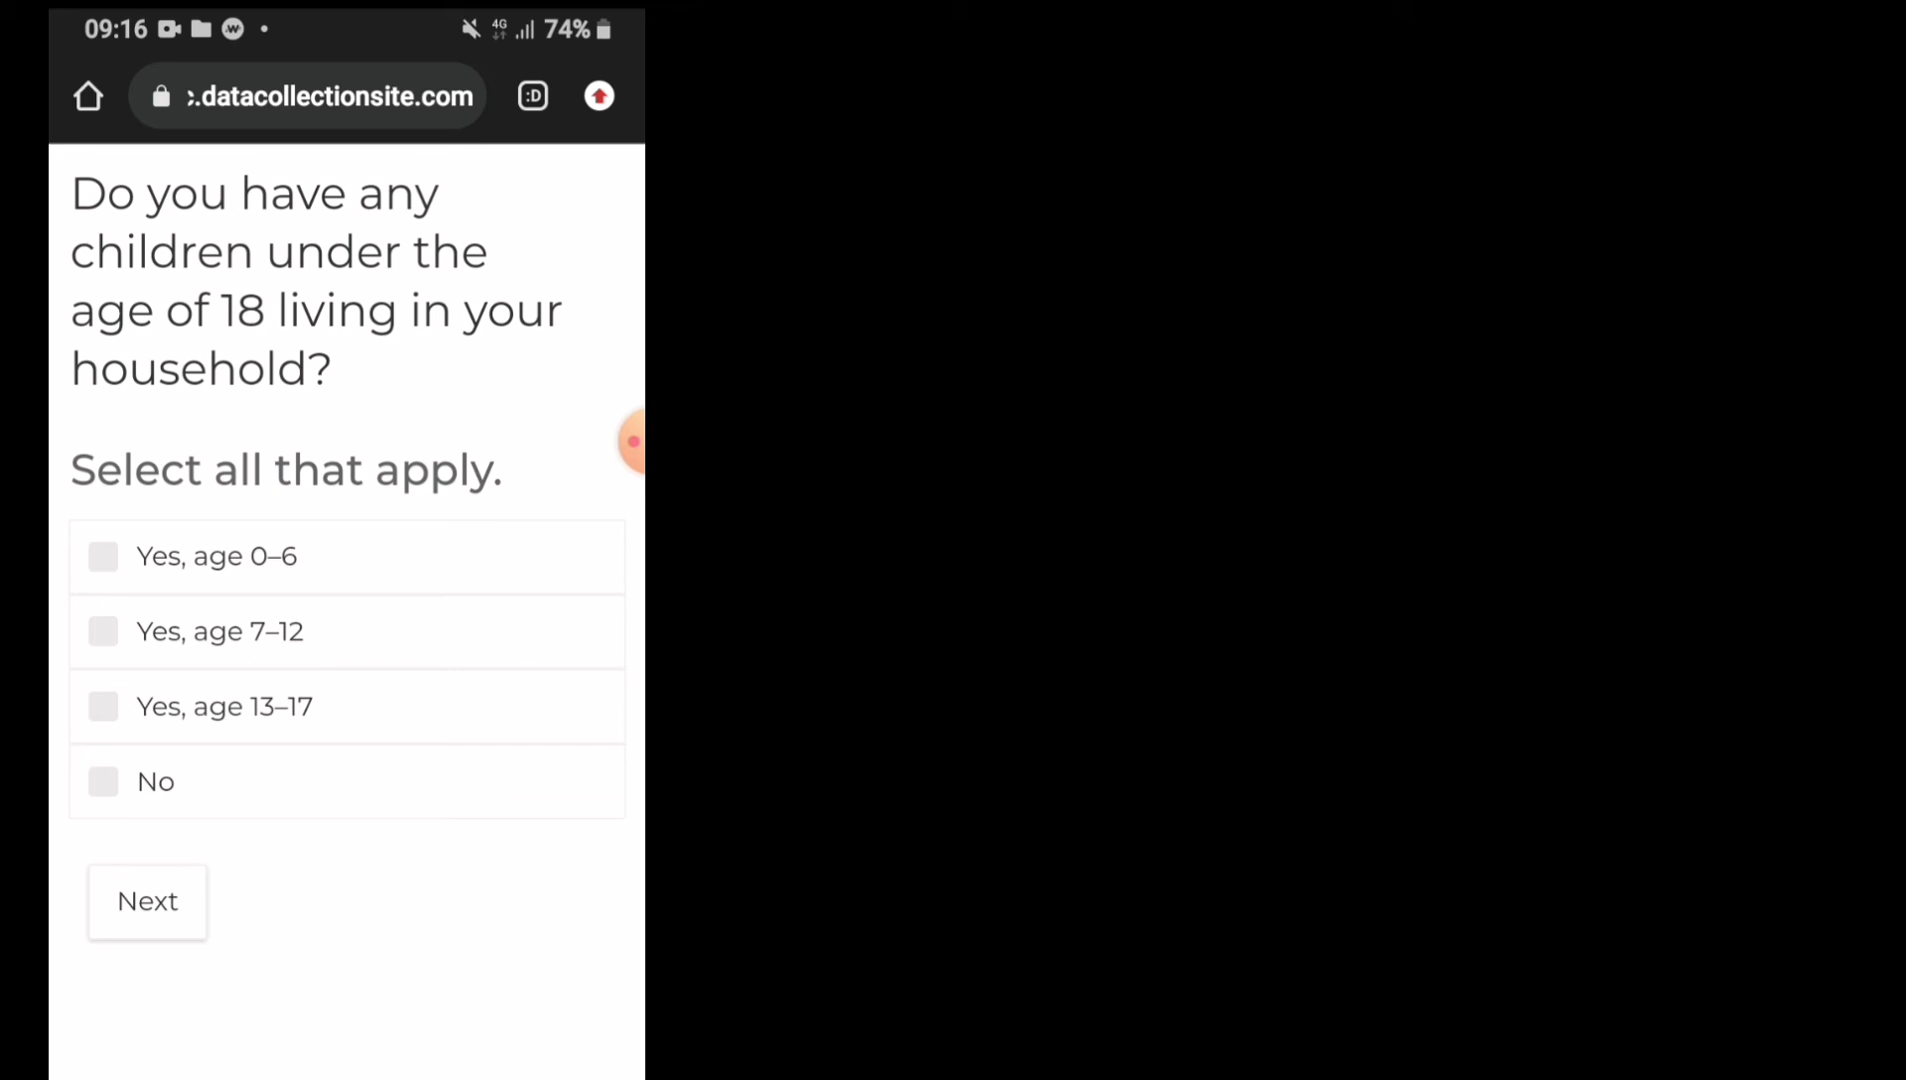 09:16 4G 74%
:.datacollectionsite.com :D
Do you have any
children under the
age of 18 living in your
household?
Select all that apply.
Yes, age 0–6
Yes, age 7–12
Yes, age 13–17
No
Next